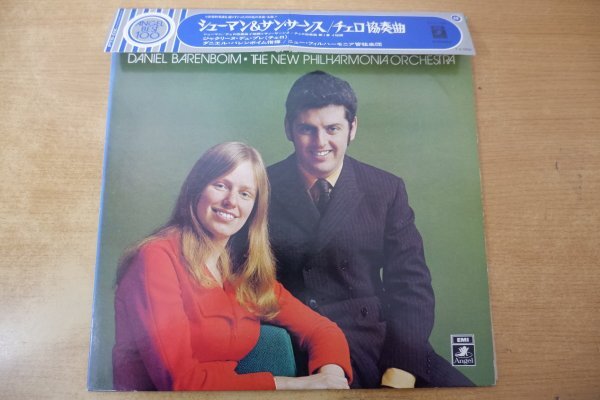 ANGEL
BEST
100
シューマン&サン=サーンス/チェロ協奏曲
ジャクリーヌ・デュ・プレ(チェロ)
ダニエル・バレンボイム指揮/ニュー・フィルハーモニア管弦楽団
DANIEL BARENBOIM • THE NEW PHILHARMONIA ORCHESTRA
EMI
Angel